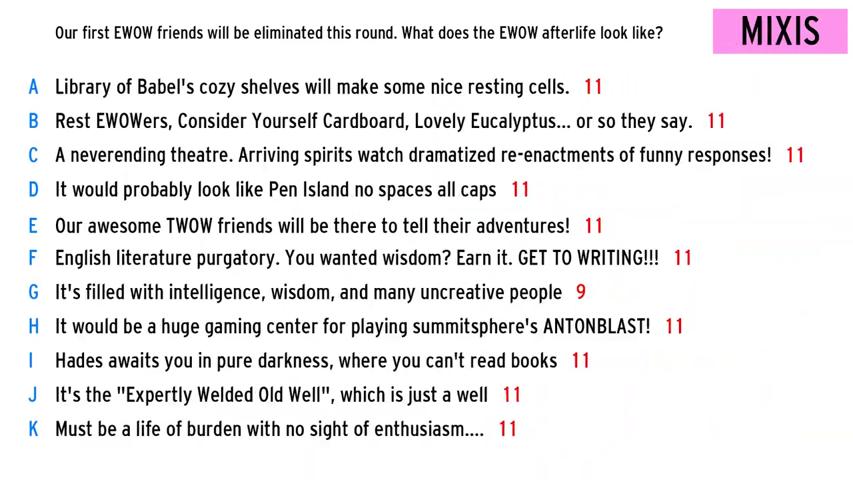 Our first EWOW friends will be eliminated this round. What does the EWOW afterlife look like?
MIXIS
A Library of Babel's cozy shelves will make some nice resting cells. 11
B Rest EWOWers, Consider Yourself Cardboard, Lovely Eucalyptus... or so they say. 11
C A neverending theatre. Arriving spirits watch dramatized re-enactments of funny responses! 11
D It would probably look like Pen Island no spaces all caps 11
E Our awesome TWOW friends will be there to tell their adventures! 11
F English literature purgatory. You wanted wisdom? Earn it. GET TO WRITING!!! 11
G It's filled with intelligence, wisdom, and many uncreative people 9
H It would be a huge gaming center for playing summitsphere's ANTONBLAST! 11
I Hades awaits you in pure darkness, where you can't read books 11
J It's the "Expertly Welded Old Well", which is just a well 11
K Must be a life of burden with no sight of enthusiasm.... 11